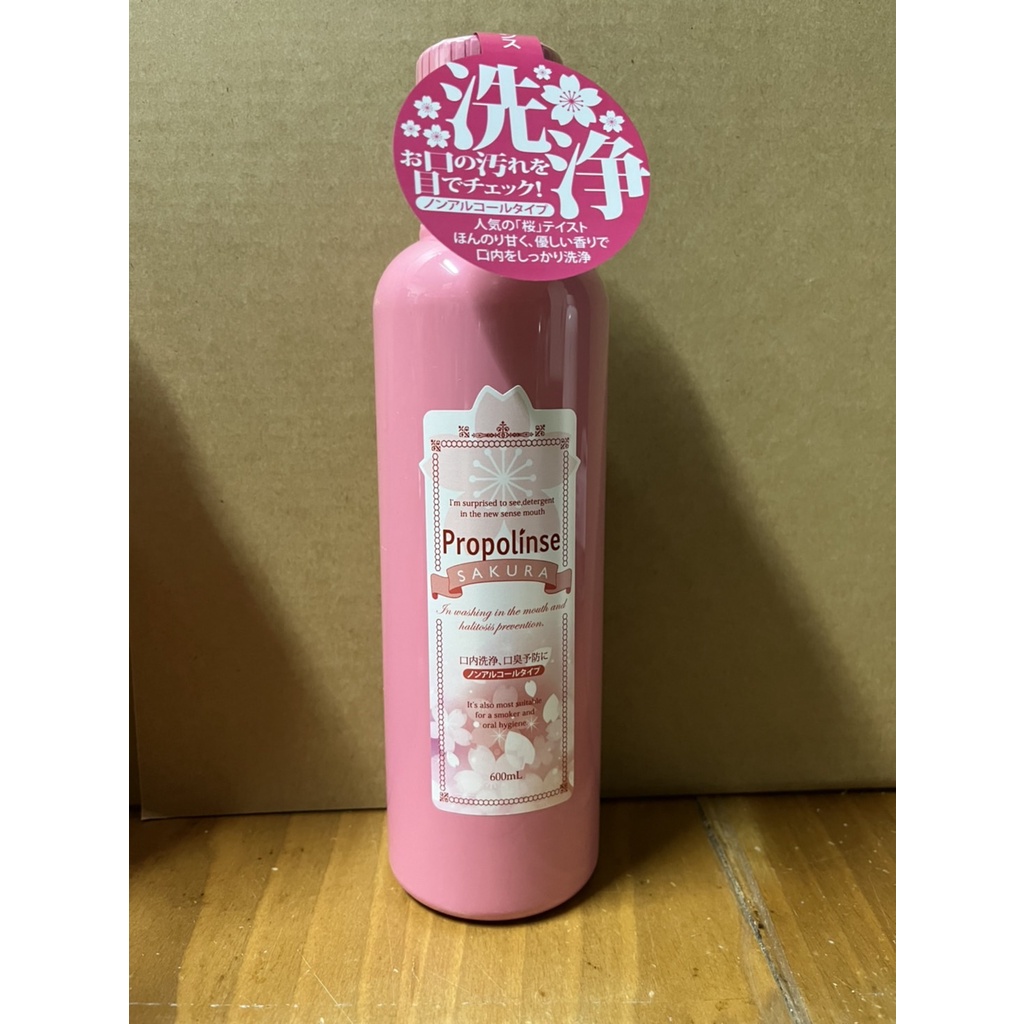 ンス
洗浄
お口の汚れを
目でチェック!
ノンアルコールタイプ
人気の「桜」テイスト
ほんのり甘く、優しい香りで
口内をしっかり洗浄
I'm surprised to see,detergent
in the new sense mouth
Propolinse
SAKURA
In washing in the mouth and
halitosis prevention.
口内洗浄、口臭予防に
ノンアルコールタイプ
It's also most suitable
for a smoker and
oral hygiene
600mL